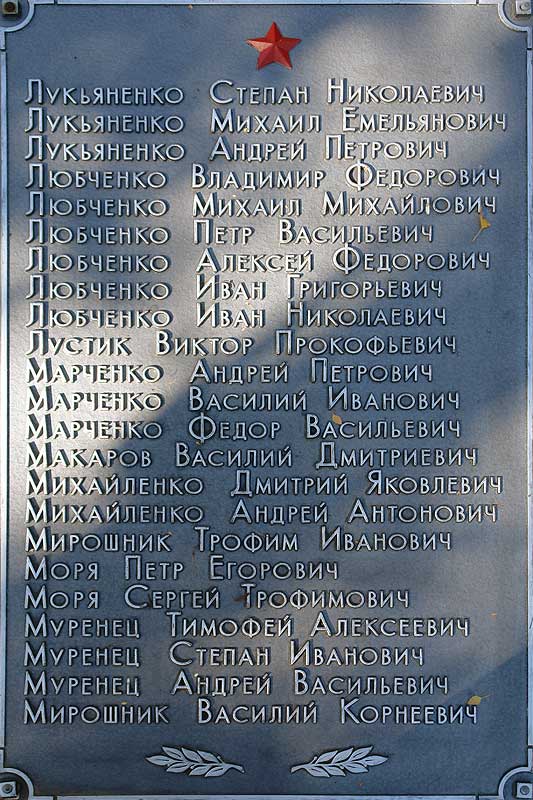 Лукьяненко Степан Николаевич
Лукьяненко Михаил Емельянович
Лукьяненко Андрей Петрович
Любченко Владимир Федорович
Любченко Михаил Михайлович
Любченко Петр Васильевич
Любченко Алексей Федорович
Любченко Иван Григорьевич
Любченко Иван Николаевич
Лустик Виктор Прокофьевич
Марченко Андрей Петрович
Марченко Василий Иванович
Марченко Федор Васильевич
Макаров Василий Дмитриевич
Михайленко Дмитрий Яковлевич
Михайленко Андрей Антонович
Мирошник Трофим Иванович
Моря Петр Егорович
Моря Сергей Трофимович
Муренец Тимофей Алексеевич
Муренец Степан Иванович
Муренец Андрей Васильевич
Мирошник Василий Корнеевич